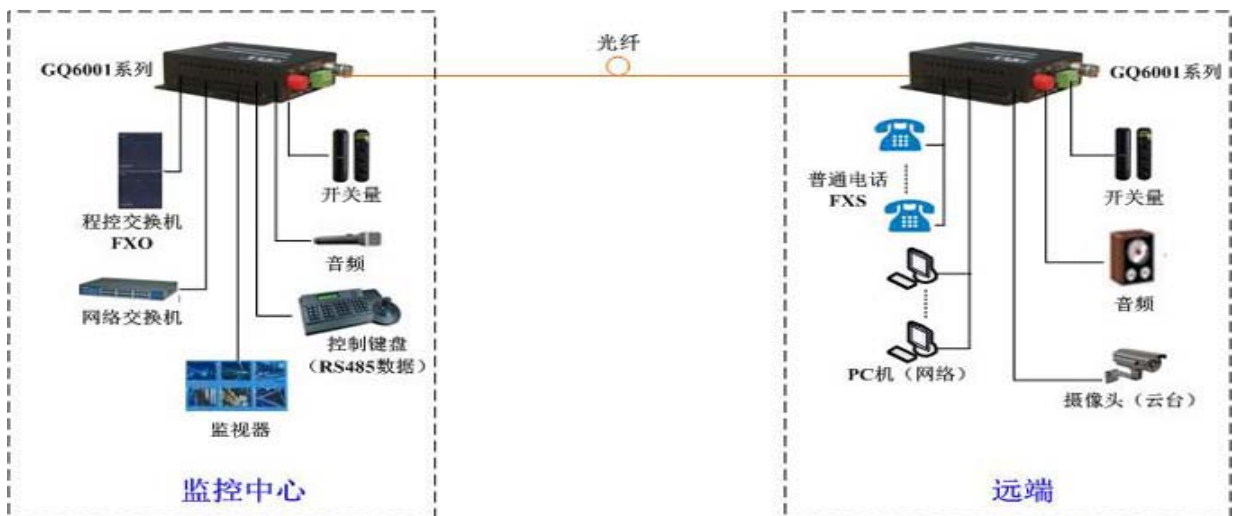 光纤
GQ6001系列
GQ6001系列
开关量
程控交换机
FXO
音频
网络交换机
控制键盘
（RS485数据）
监视器
监控中心
普通电话
FXS
开关量
音频
PC机（网络）
摄像头（云台）
远端